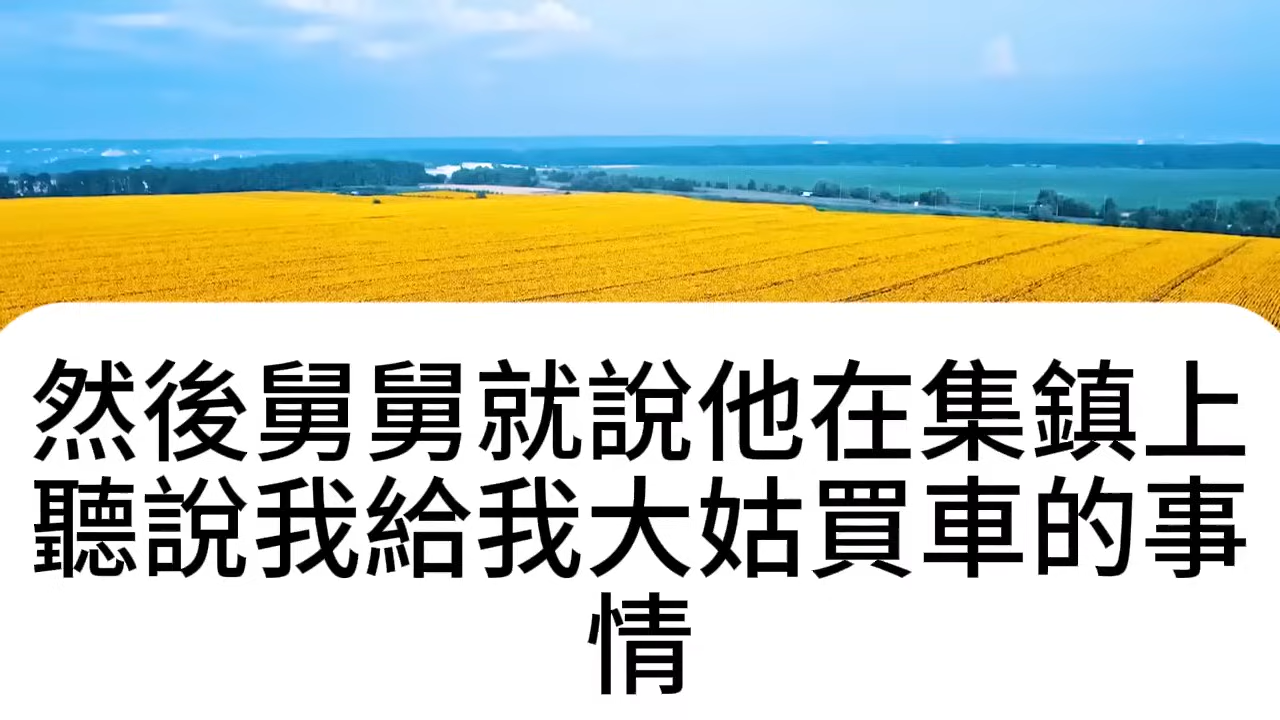 然後舅舅就說他在集鎮上
聽說我給我大姑買車的事
情